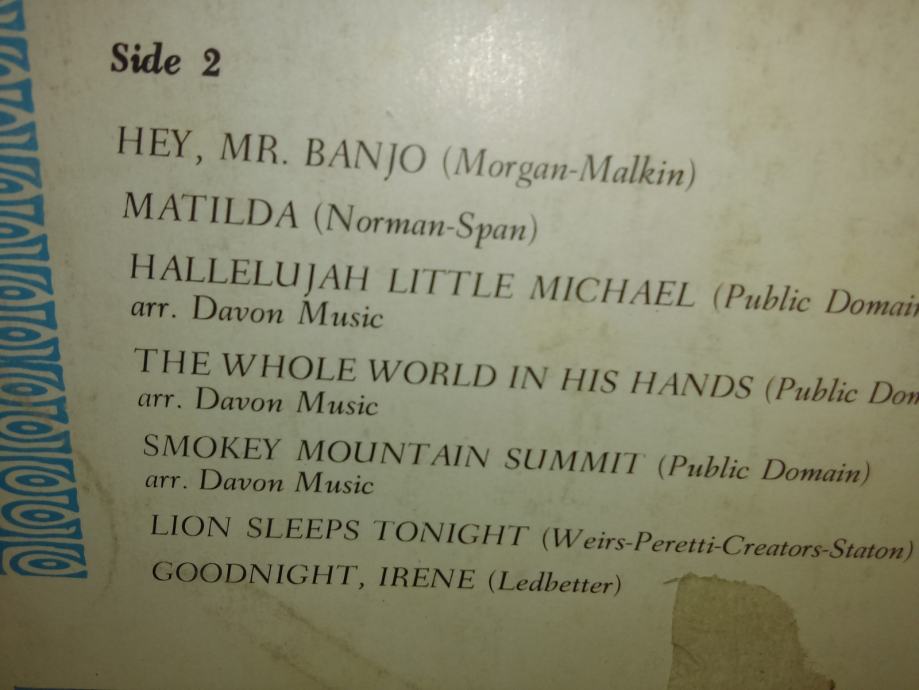 Side 2
HEY, MR. BANJO (Morgan-Malkin)
MATILDA (Norman-Span)
HALLELUJAH LITTLE MICHAEL (Public Domain
arr. Davon Music
THE WHOLE WORLD IN HIS HANDS (Public Dom
arr. Davon Music
SMOKEY MOUNTAIN SUMMIT (Public Domain)
arr. Davon Music
LION SLEEPS TONIGHT (Weirs-Peretti-Creators-Staton)
GOODNIGHT, IRENE (Ledbetter)